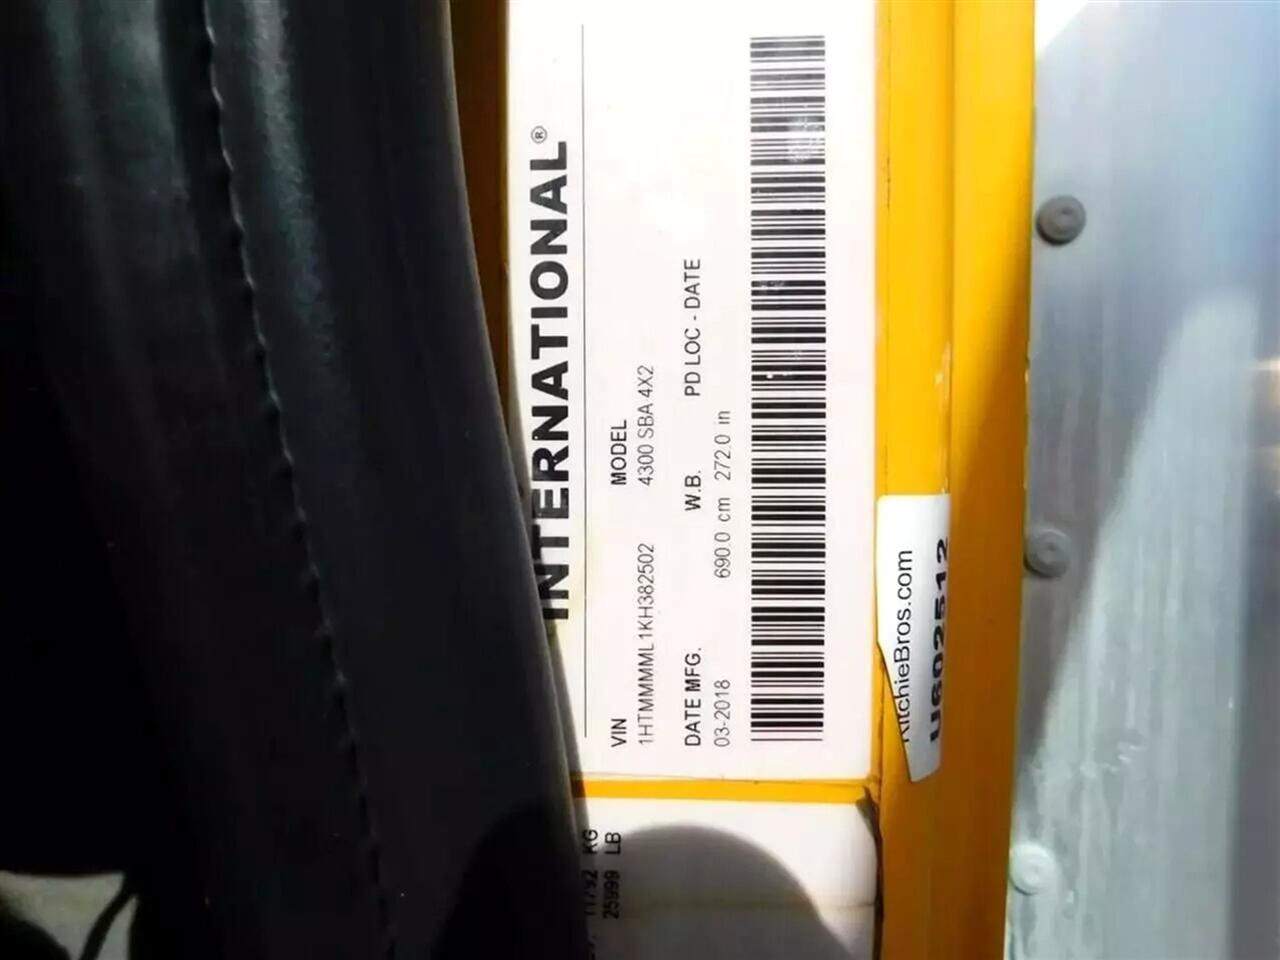 INTERNATIONAL®
VIN MODEL
1HTMMMML1KH382502 4300 SBA 4X2
DATE MFG. W.B. PD LOC - DATE
03-2018 690.0 cm 272.0 in
RitchieBros.com
U602512
11792 KG
25999 LB